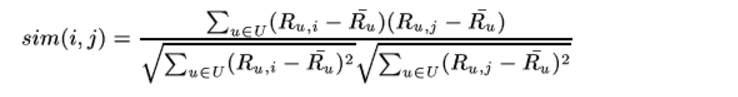 $sim(i,j) = \frac{\sum_{u \in U}(R_{u,i} - \bar{R_u})(R_{u,j} - \bar{R_u})}{\sqrt{\sum_{u \in U}(R_{u,i} - \bar{R_u})^2}\sqrt{\sum_{u \in U}(R_{u,j} - \bar{R_u})^2}}$